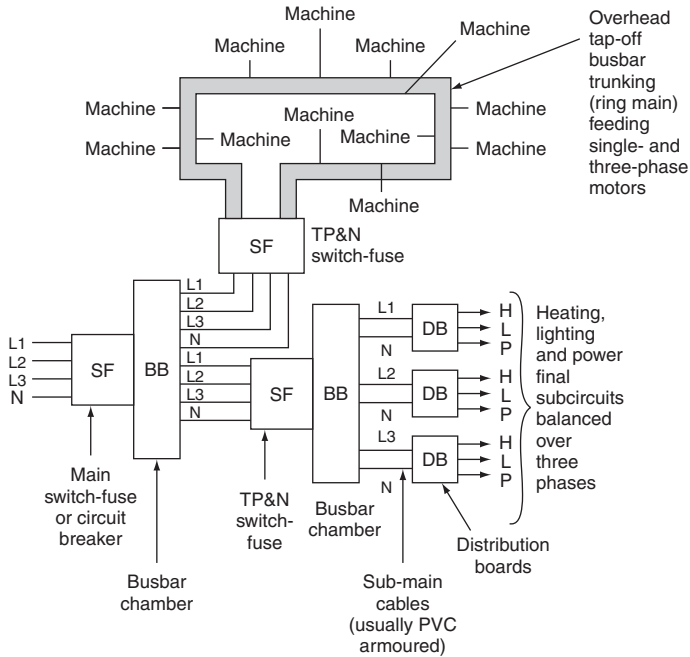 Machine
Machine
Machine
Machine
Overhead
tap-off
busbar
trunking
(ring main)
feeding
single- and
three-phase
motors
Machine
Machine
Machine
Machine
Machine
Machine
Machine
Machine
Machine
SF
TP&N
switch-fuse
L1
L2
L3
N
L1
L2
L3
N
SF
BB
L1
L2
L3
N
SF
BB
L1
N
L2
N
L3
N
DB
DB
DB
H
L
P
H
L
P
H
L
P
Heating,
lighting
and power
final
subcircuits
balanced
over
three
phases
Main
switch-fuse
or circuit
breaker
TP&N
switch-
fuse
Busbar
chamber
Busbar
chamber
Sub-main
cables
(usually PVC
armoured)
Distribution
boards